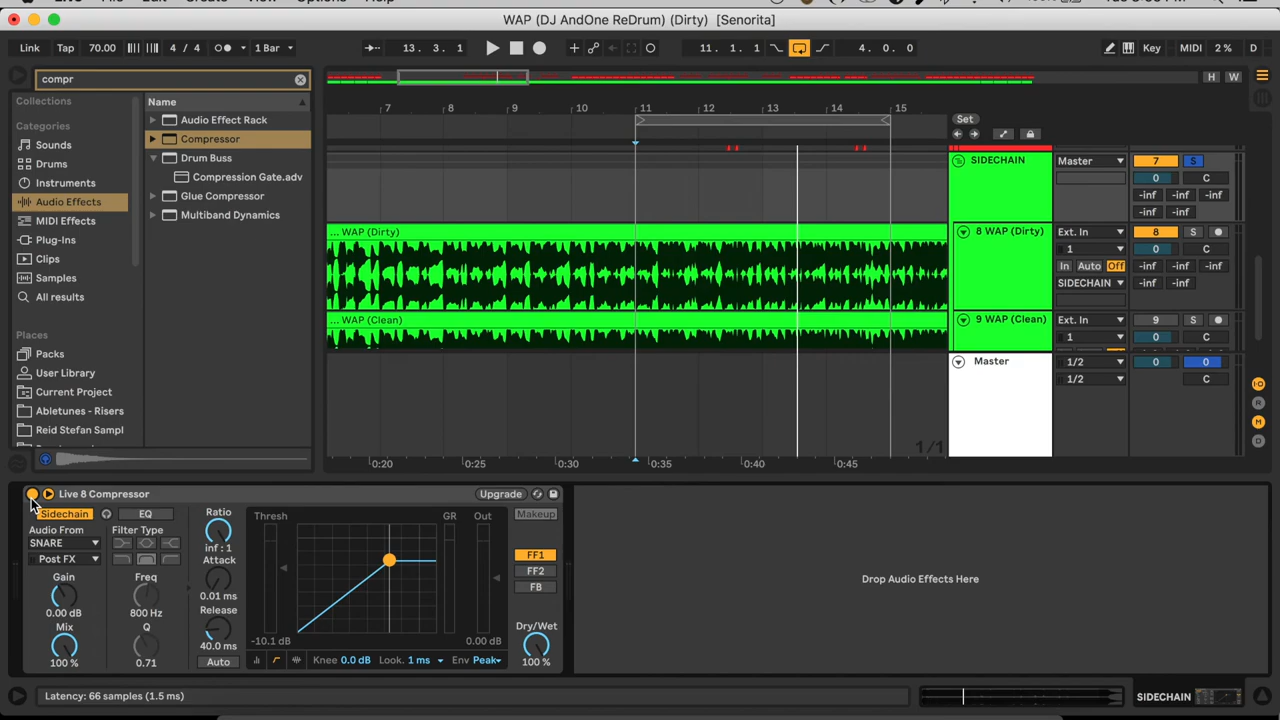 WAP (DJ AndOne ReDrum) (Dirty)  [Senorita]
Link Tap 70.00 4 / 4 1 Bar 13. 3. 1 11. 1. 1 4. 0. 0 Key MIDI 2 % D
compr
H W
Collections
Name
Categories
Sounds
Drums
Instruments
Audio Effects
MIDI Effects
Plug-Ins
Clips
Samples
All results
Places
Packs
User Library
Current Project
Abletunes - Risers
Reid Stefan Sampl
Audio Effect Rack
Compressor
Drum Buss
Compression Gate.adv
Glue Compressor
Multiband Dynamics
7 8 9 10 11 12 13 14 15
Set
SIDECHAIN Master 7 S
0 C
-inf -inf -inf
-inf -inf
... WAP (Dirty)
8 WAP (Dirty) Ext. In 8 S
1 0 C
In Auto Off -inf -inf -inf
SIDECHAIN -inf -inf
... WAP (Clean)
9 WAP (Clean) Ext. In 9 S
1 0 C
Master 1/2 0 0
1/2 C
1/1
0:20 0:25 0:30 0:35 0:40 0:45
I·O
R
M
D
Live 8 Compressor Upgrade
Sidechain EQ
Audio From
SNARE
Post FX
Gain
0.00 dB
Mix
100 %
Filter Type
Freq
800 Hz
Q
0.71
Ratio
inf : 1
Attack
0.01 ms
Release
40.0 ms
Auto
Thresh GR Out
-10.1 dB 0.00 dB
Knee 0.0 dB Look. 1 ms Env Peak
Makeup
FF1
FF2
FB
Dry/Wet
100 %
Drop Audio Effects Here
Latency: 66 samples (1.5 ms)
SIDECHAIN